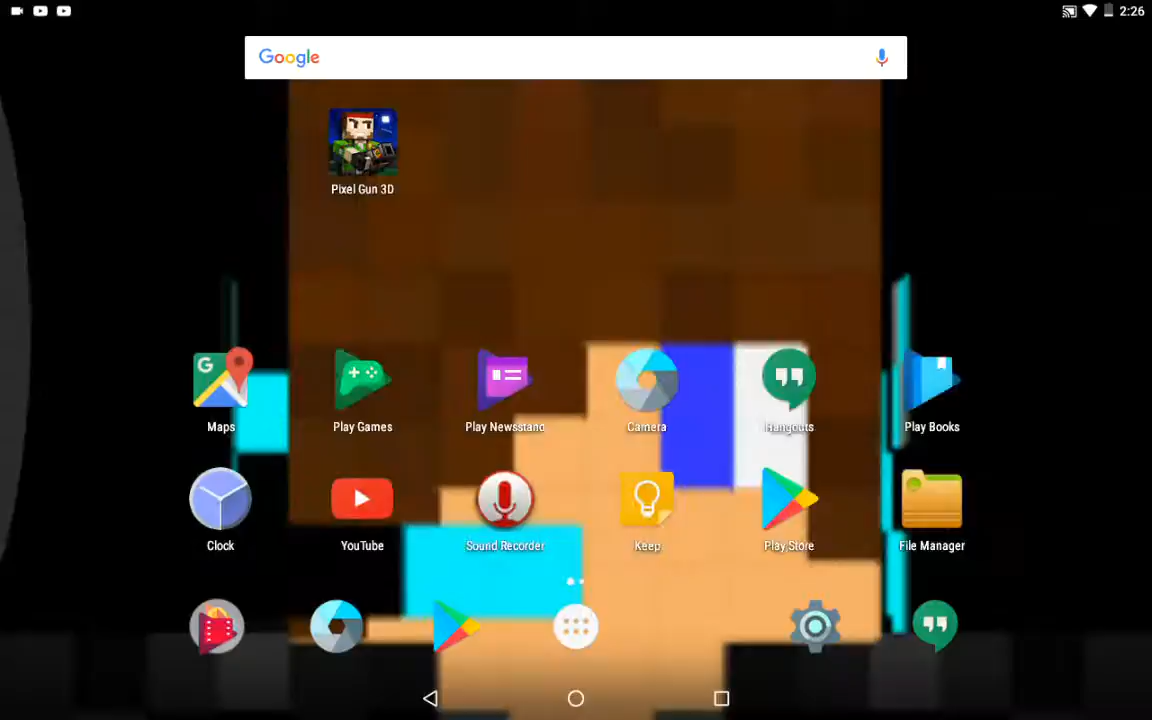 2:26
Google
Pixel Gun 3D
Maps
Play Games
Play Newsstand
Camera
Hangouts
Play Books
Clock
YouTube
Sound Recorder
Keep
Play Store
File Manager